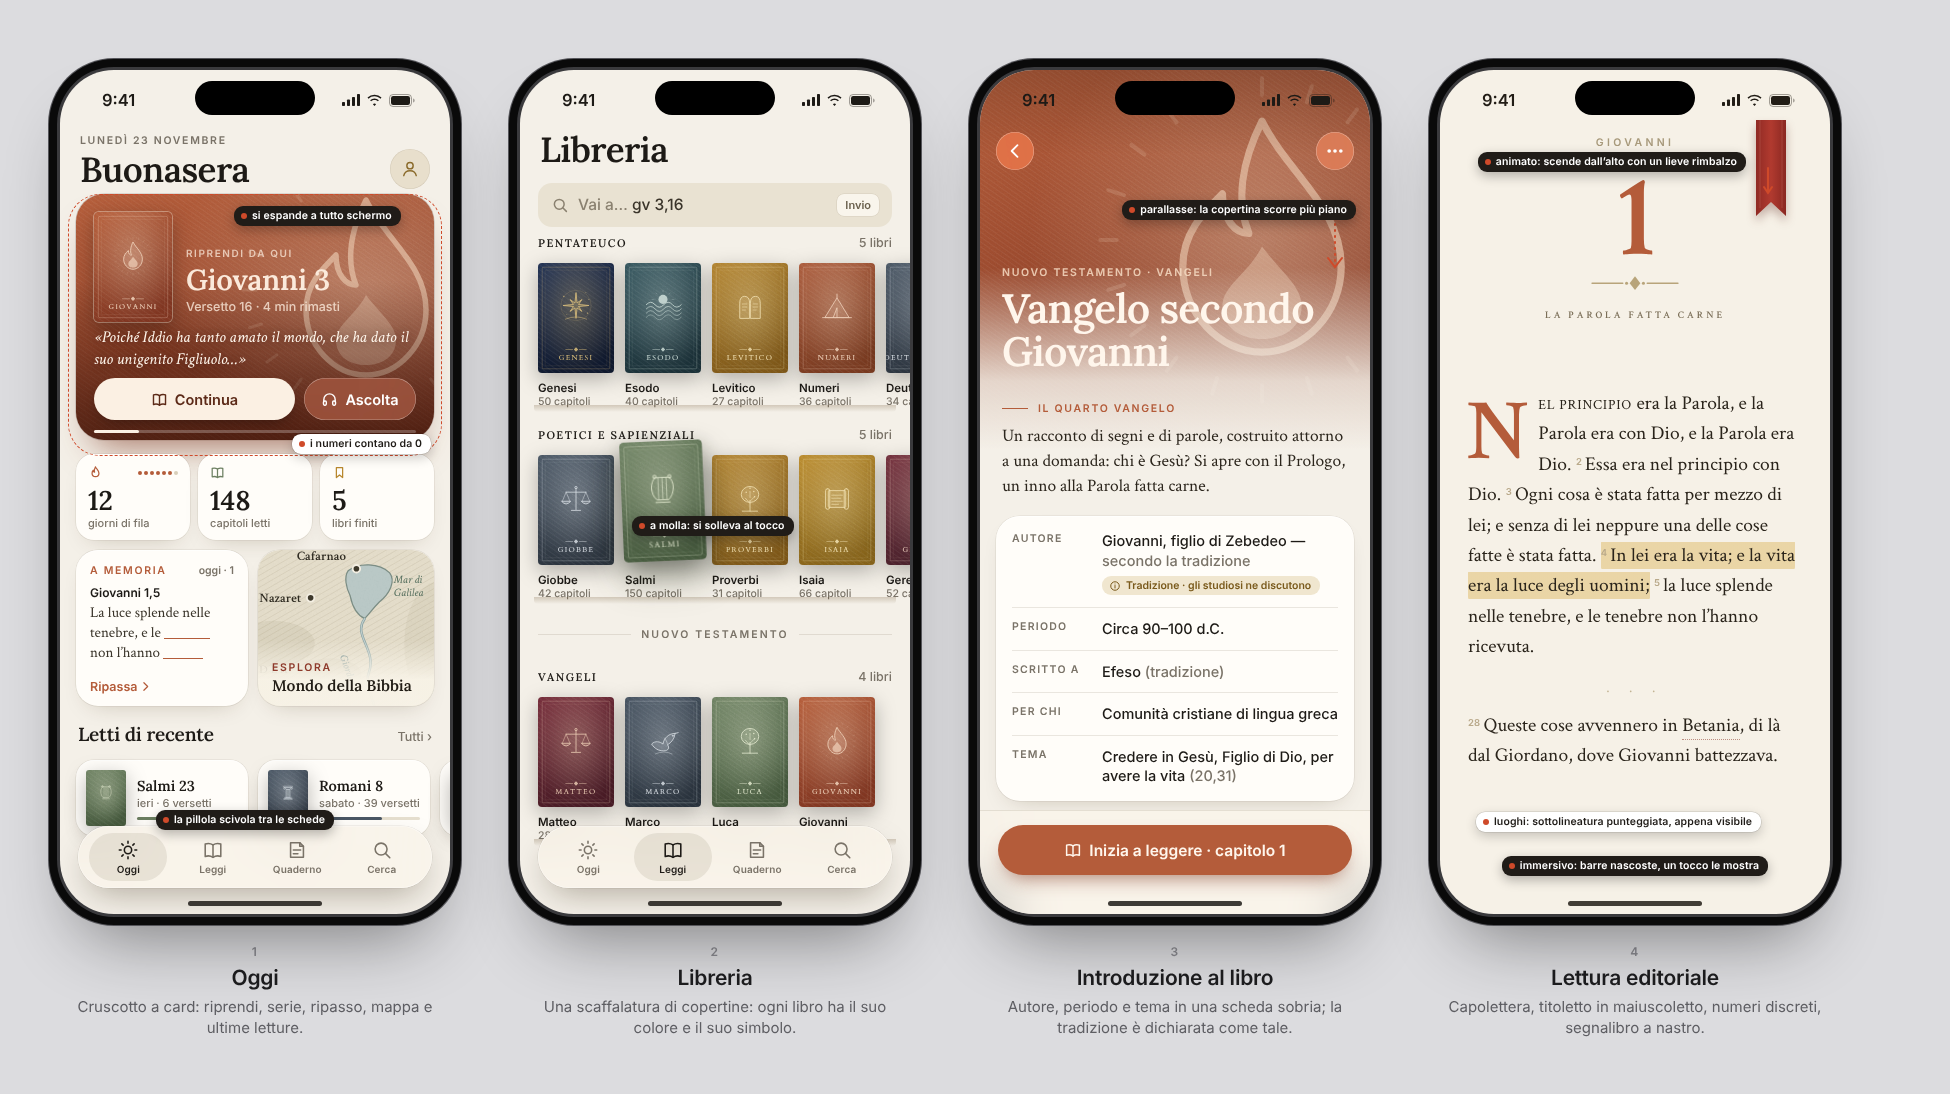 9:41
LUNEDÌ 23 NOVEMBRE
Buonasera
si espande a tutto schermo
GIOVANNI
RIPRENDI DA QUI
Giovanni 3
Versetto 16 · 4 min rimasti
«Poiché Iddio ha tanto amato il mondo, che ha dato il
suo unigenito Figliuolo...»
Continua
Ascolta
i numeri contano da 0
12
giorni di fila
148
capitoli letti
5
libri finiti
A MEMORIA
oggi · 1
Giovanni 1,5
La luce splende nelle
tenebre, e le ______
non l’hanno ______
Ripassa
Cafarnao
Mar di
Galilea
Nazaret
ESPLORA
Mondo della Bibbia
Letti di recente
Tutti ›
Salmi 23
ieri · 6 versetti
Romani 8
sabato · 39 versetti
la pillola scivola tra le schede
Oggi
Leggi
Quaderno
Cerca
1
Oggi
Cruscotto a card: riprendi, serie, ripasso, mappa e
ultime letture.
9:41
Libreria
Vai a... gv 3,16
Invio
PENTATEUCO
5 libri
GENESI
ESODO
LEVITICO
NUMERI
DEUT
Genesi
50 capitoli
Esodo
40 capitoli
Levitico
27 capitoli
Numeri
36 capitoli
Deut
34 ca
POETICI E SAPIENZIALI
5 libri
GIOBBE
SALMI
PROVERBI
ISAIA
G
a molla: si solleva al tocco
Giobbe
42 capitoli
Salmi
150 capitoli
Proverbi
31 capitoli
Isaia
66 capitoli
Gere
52 ca
NUOVO TESTAMENTO
VANGELI
4 libri
MATTEO
MARCO
LUCA
GIOVANNI
Matteo
28
Marco
Luca
Giovanni
Oggi
Leggi
Quaderno
Cerca
2
Libreria
Una scaffalatura di copertine: ogni libro ha il suo
colore e il suo simbolo.
9:41
parallasse: la copertina scorre più piano
NUOVO TESTAMENTO · VANGELI
Vangelo secondo
Giovanni
IL QUARTO VANGELO
Un racconto di segni e di parole, costruito attorno
a una domanda: chi è Gesù? Si apre con il Prologo,
un inno alla Parola fatta carne.
AUTORE
Giovanni, figlio di Zebedeo —
secondo la tradizione
Tradizione · gli studiosi ne discutono
PERIODO
Circa 90–100 d.C.
SCRITTO A
Efeso (tradizione)
PER CHI
Comunità cristiane di lingua greca
TEMA
Credere in Gesù, Figlio di Dio, per
avere la vita (20,31)
Inizia a leggere · capitolo 1
3
Introduzione al libro
Autore, periodo e tema in una scheda sobria; la
tradizione è dichiarata come tale.
9:41
GIOVANNI
animato: scende dall’alto con un lieve rimbalzo
1
LA PAROLA FATTA CARNE
NEL PRINCIPIO era la Parola, e la
Parola era con Dio, e la Parola era
Dio. 2 Essa era nel principio con
Dio. 3 Ogni cosa è stata fatta per mezzo di
lei; e senza di lei neppure una delle cose
fatte è stata fatta. 4 In lei era la vita; e la vita
era la luce degli uomini; 5 la luce splende
nelle tenebre, e le tenebre non l’hanno
ricevuta.
· · ·
28 Queste cose avvennero in Betania, di là
dal Giordano, dove Giovanni battezzava.
luoghi: sottolineatura punteggiata, appena visibile
immersivo: barre nascoste, un tocco le mostra
4
Lettura editoriale
Capolettera, titoletto in maiuscoletto, numeri discreti,
segnalibro a nastro.